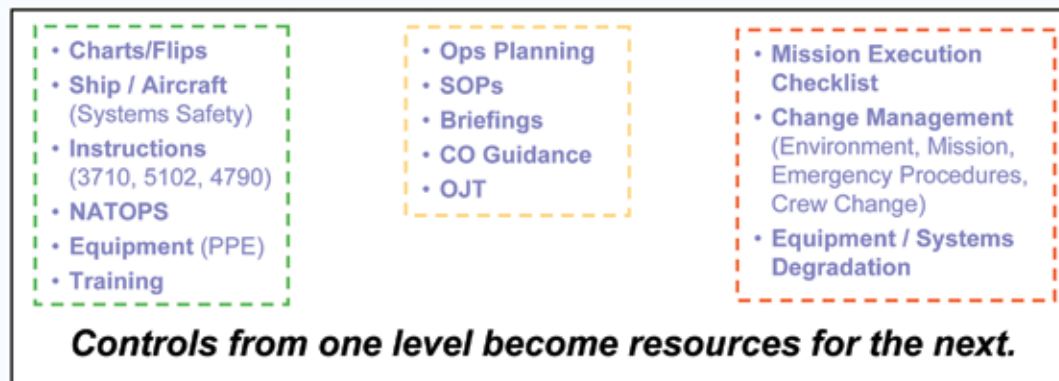 • Charts/Flips
• Ship / Aircraft
(Systems Safety)
• Instructions
(3710, 5102, 4790)
• NATOPS
• Equipment (PPE)
• Training
• Ops Planning
• SOPs
• Briefings
• CO Guidance
• OJT
• Mission Execution
Checklist
• Change Management
(Environment, Mission,
Emergency Procedures,
Crew Change)
• Equipment / Systems
Degradation
Controls from one level become resources for the next.